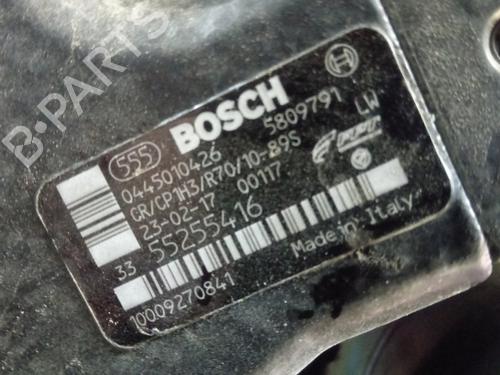 555 BOSCH
0445010426 5809791
CR/CP1H3/R70/10-89S LW
23-02-17 00117 FPT
33 55255416
10009270841 Made in Italy
B-PARTS